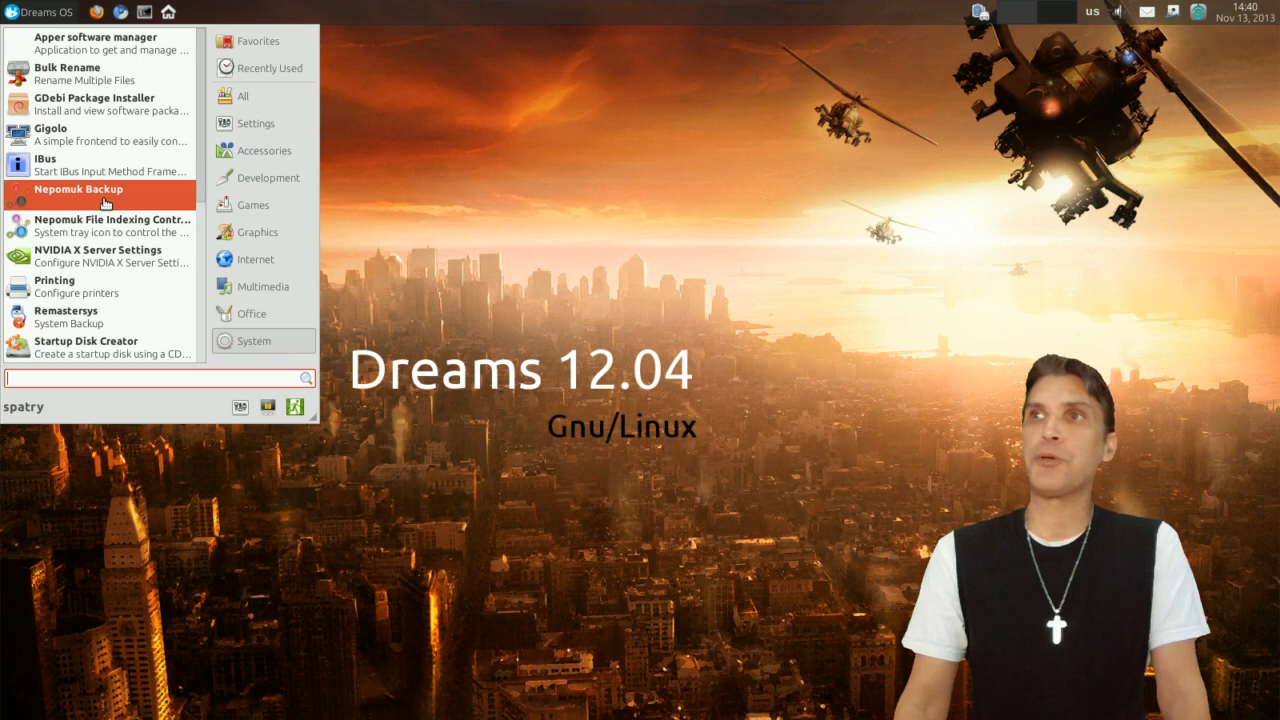 Dreams OS
us
14:40
Nov 13, 2013
Apper software manager
Application to get and manage ...
Bulk Rename
Rename Multiple Files
GDebi Package Installer
Install and view software packa...
Gigolo
A simple frontend to easily con...
IBus
Start IBus Input Method Frame...
Nepomuk Backup
Nepomuk File Indexing Contr...
System tray icon to control the ...
NVIDIA X Server Settings
Configure NVIDIA X Server Setti...
Printing
Configure printers
Remastersys
System Backup
Startup Disk Creator
Create a startup disk using a CD...
Favorites
Recently Used
All
Settings
Accessories
Development
Games
Graphics
Internet
Multimedia
Office
System
spatry
Dreams 12.04
Gnu/Linux